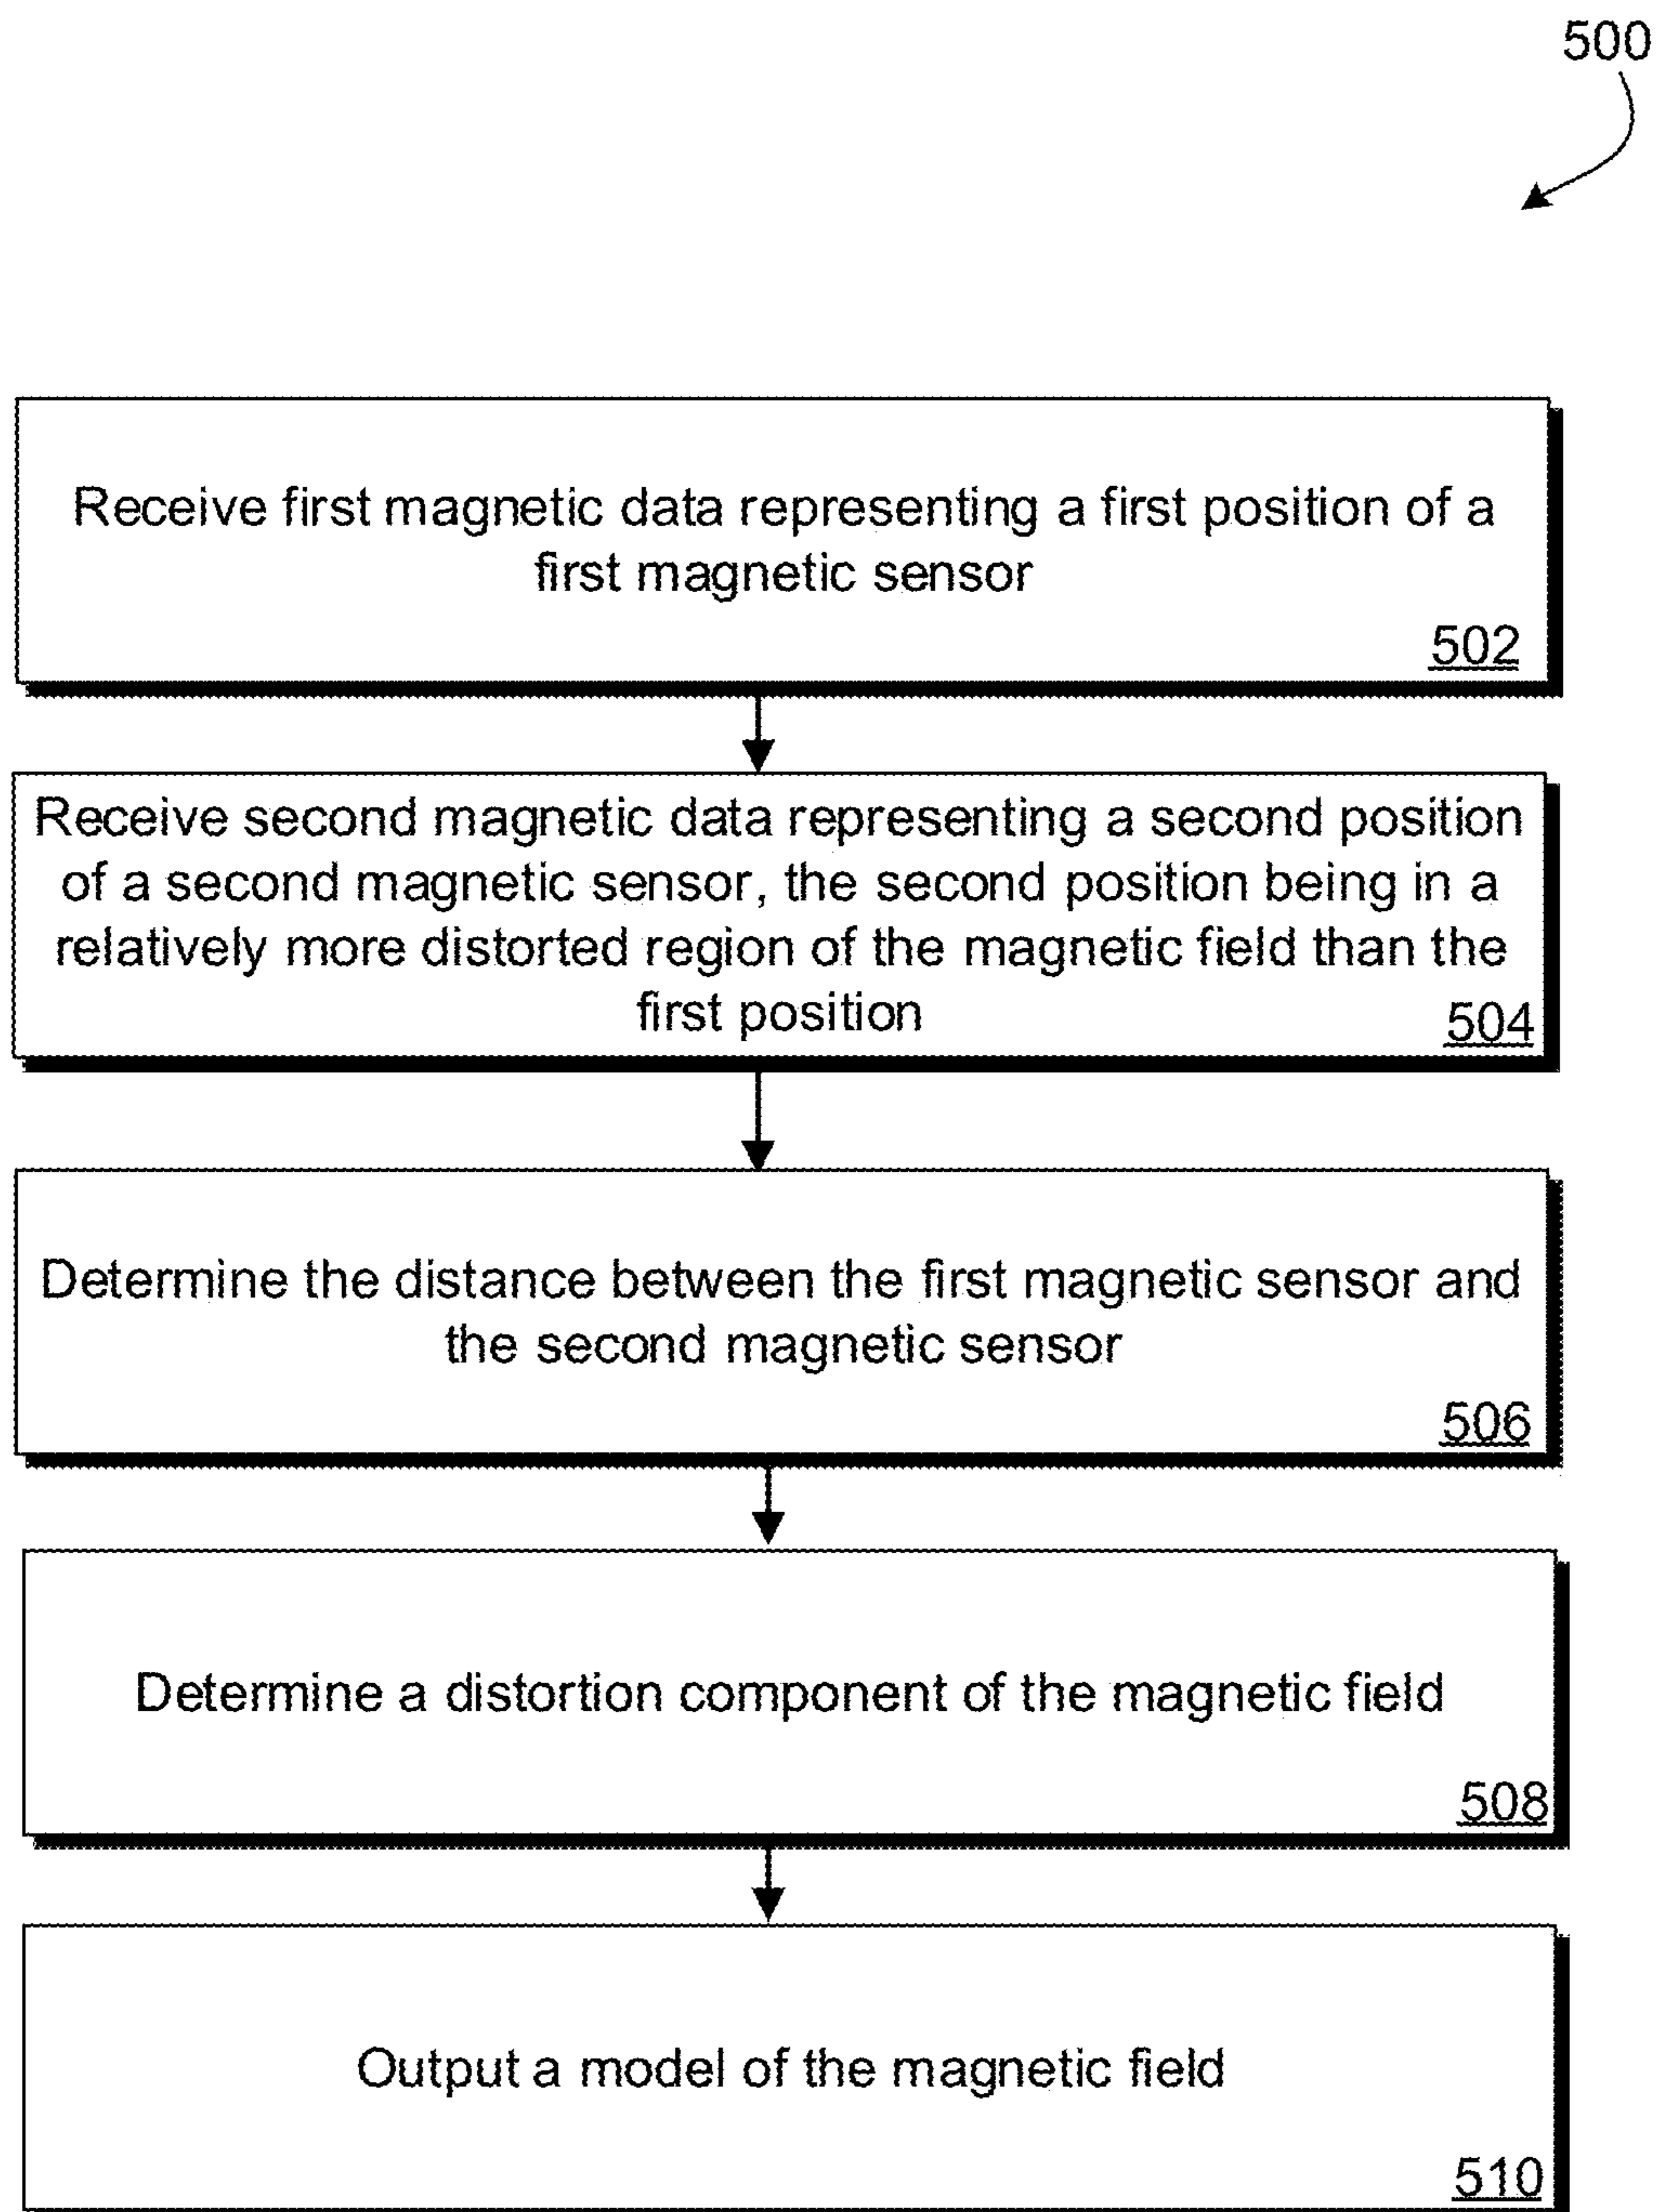 500
Receive first magnetic data representing a first position of a
first magnetic sensor
502
Receive second magnetic data representing a second position
of a second magnetic sensor, the second position being in a
relatively more distorted region of the magnetic field than the
first position
504
Determine the distance between the first magnetic sensor and
the second magnetic sensor
506
Determine a distortion component of the magnetic field
508
Output a model of the magnetic field
510